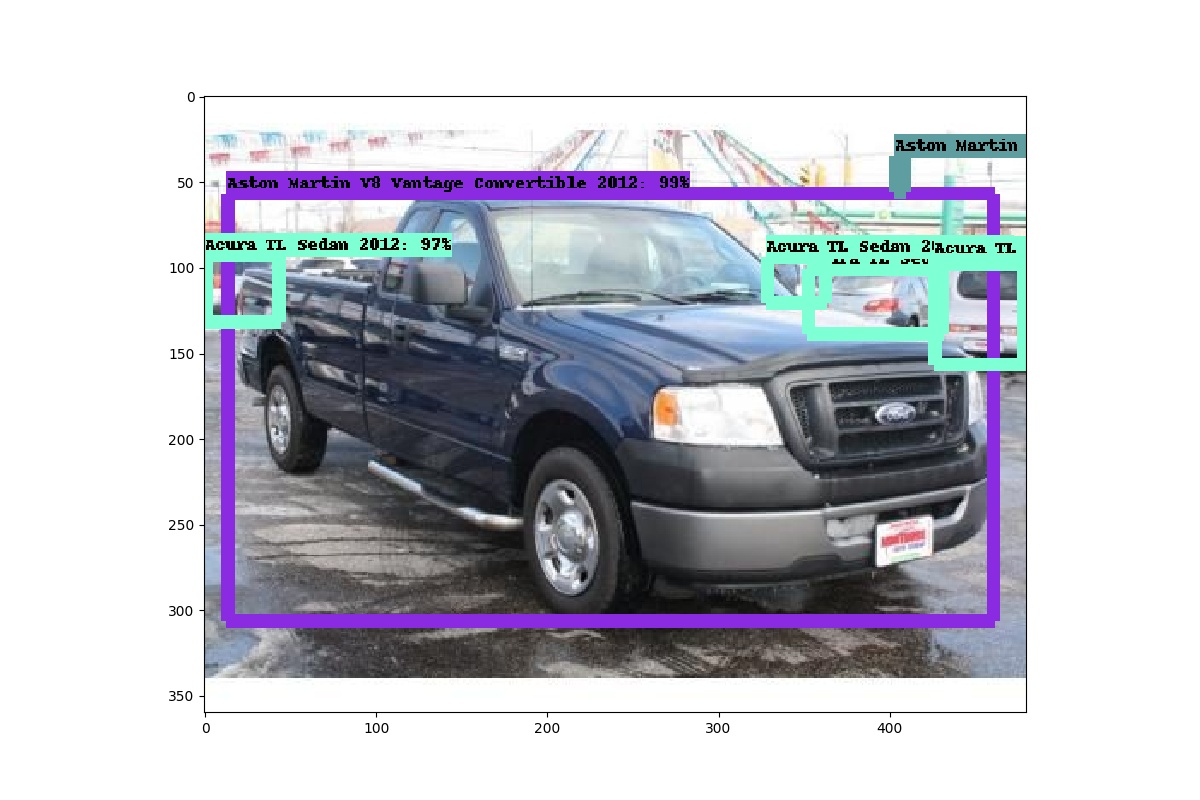 0
Aston Martin
50
Aston Martin V8 Vantage Convertible 2012: 99%
Acura TL Sedan 2012: 97%
Acura TL Sedan 2
Acura TL
100
150
200
Ford
250
300
350
0
100
200
300
400